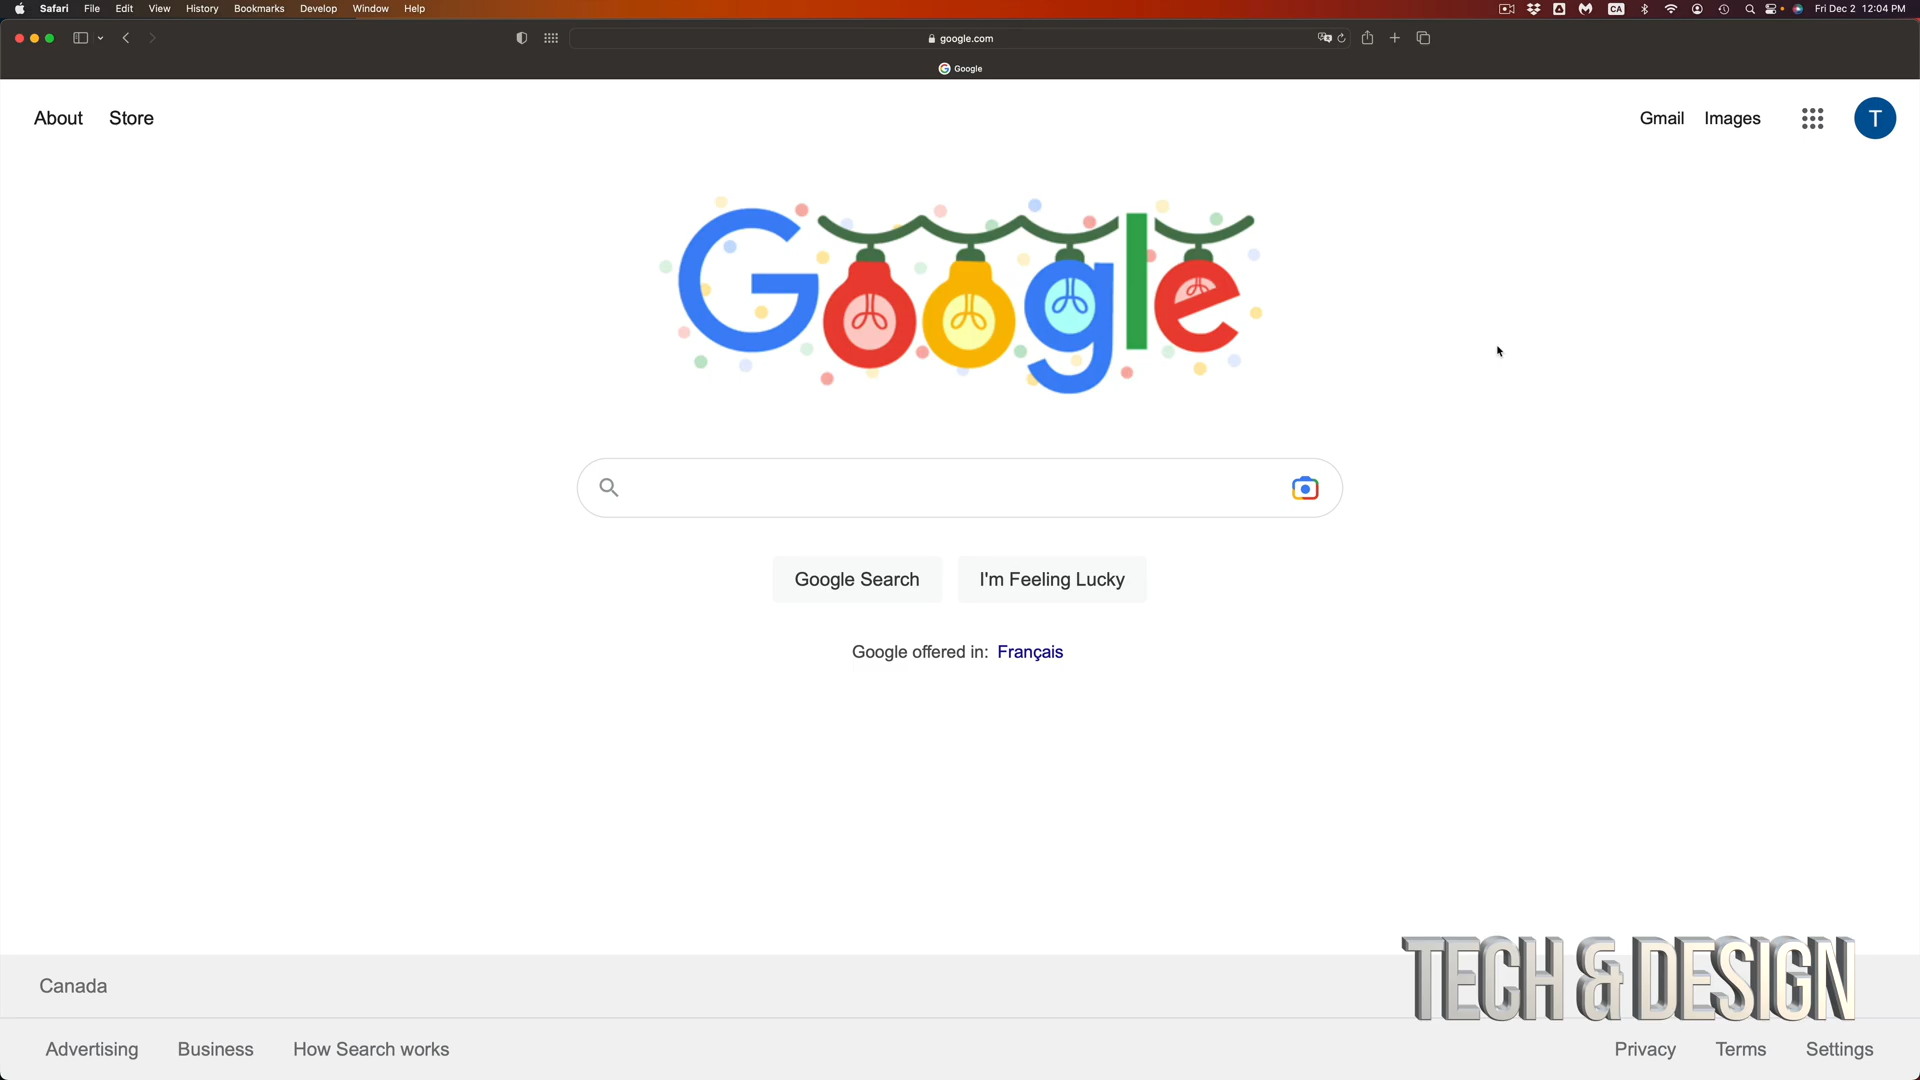 Safari File Edit View History Bookmarks Develop Window Help CA Fri Dec 2 12:04 PM
google.com
Google
About Store Gmail Images T
Google
Google Search I'm Feeling Lucky
Google offered in: Français
Canada
TECH & DESIGN
Advertising Business How Search works Privacy Terms Settings